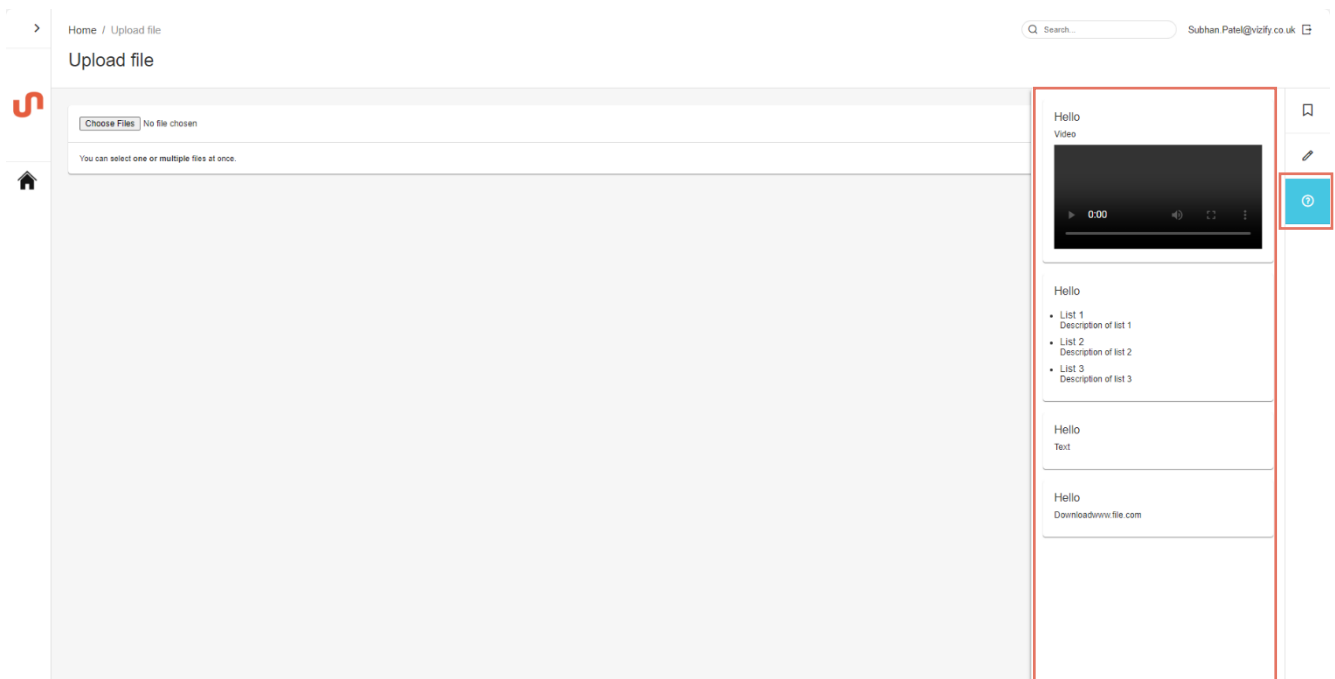 Home / Upload file
Search...
Subhan.Patel@vizify.co.uk
Upload file
Choose Files No file chosen
You can select one or multiple files at once.
Hello
Video
0:00
Hello
• List 1
Description of list 1
• List 2
Description of list 2
• List 3
Description of list 3
Hello
Text
Hello
Downloadwww.file.com